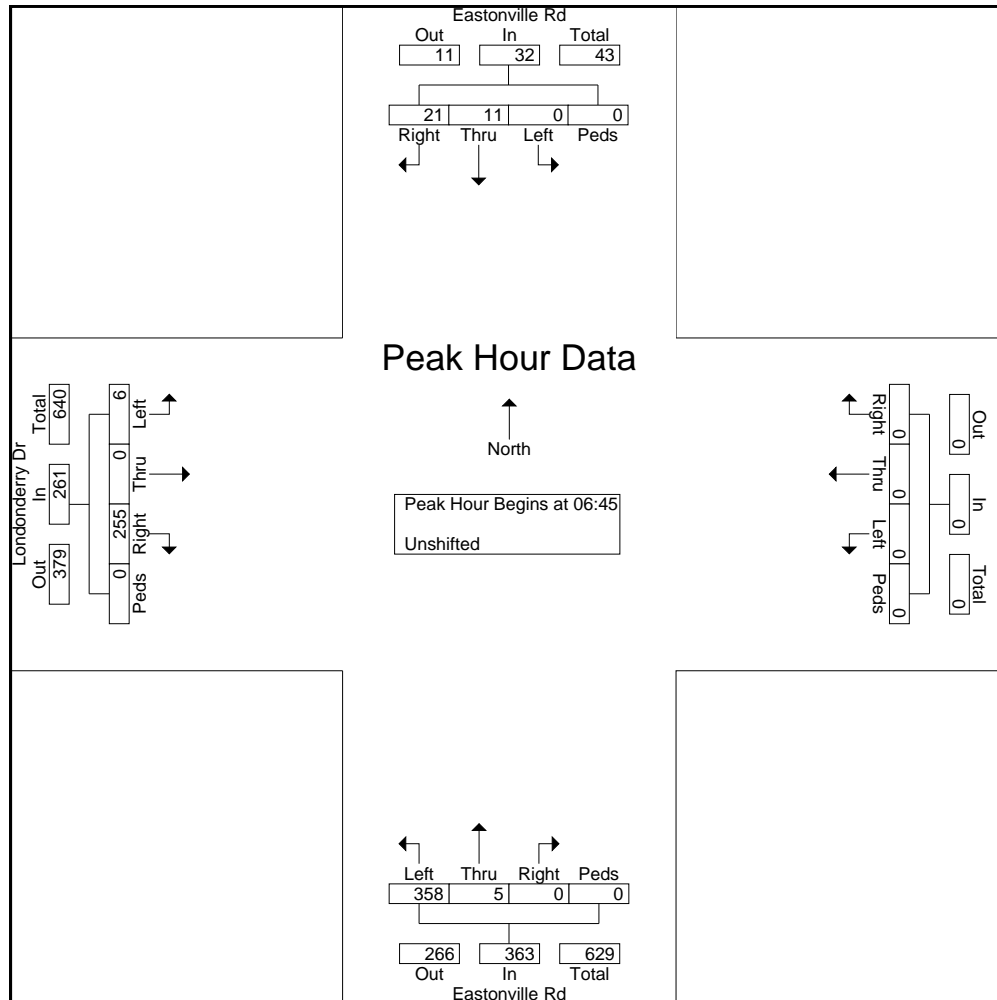 Eastonville Rd
Out In Total
11 32 43
21 11 0 0
Right Thru Left Peds
Peak Hour Data
North
Peak Hour Begins at 06:45
Unshifted
Londonderry Dr
Total In Out
640 261 379
6 0 255 0
Left Thru Right Peds
Out In Total
0 0 0
0 0 0 0
Right Thru Left Peds
Left Thru Right Peds
358 5 0 0
266 363 629
Out In Total
Eastonville Rd